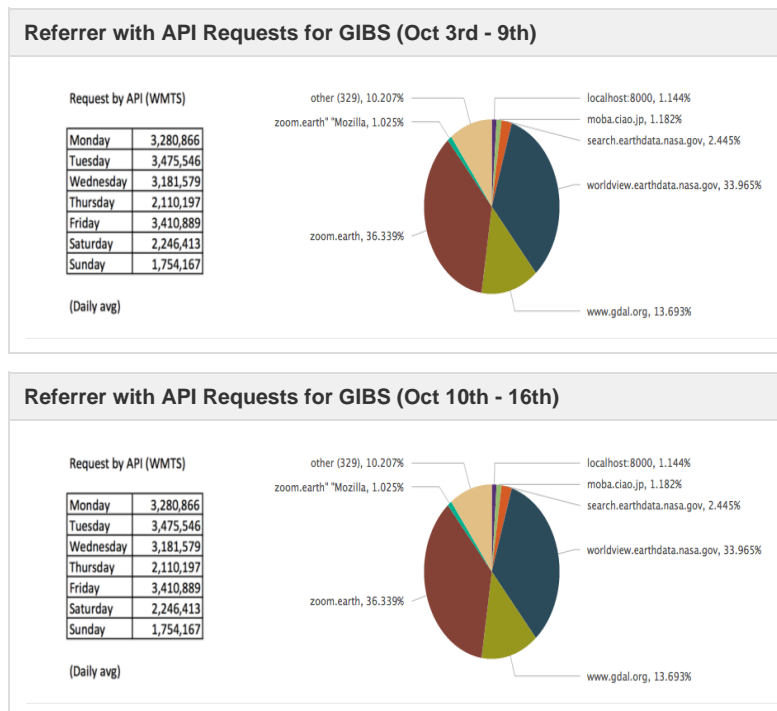 Referrer with API Requests for GIBS (Oct 3rd - 9th)
Request by API (WMTS)
Monday 3,280,866
Tuesday 3,475,546
Wednesday 3,181,579
Thursday 2,110,197
Friday 3,410,889
Saturday 2,246,413
Sunday 1,754,167
(Daily avg)
other (329), 10.207%
zoom.earth" "Mozilla, 1.025%
zoom.earth, 36.339%
localhost:8000, 1.144%
moba.ciao.jp, 1.182%
search.earthdata.nasa.gov, 2.445%
worldview.earthdata.nasa.gov, 33.965%
www.gdal.org, 13.693%
Referrer with API Requests for GIBS (Oct 10th - 16th)
Request by API (WMTS)
Monday 3,280,866
Tuesday 3,475,546
Wednesday 3,181,579
Thursday 2,110,197
Friday 3,410,889
Saturday 2,246,413
Sunday 1,754,167
(Daily avg)
other (329), 10.207%
zoom.earth" "Mozilla, 1.025%
zoom.earth, 36.339%
localhost:8000, 1.144%
moba.ciao.jp, 1.182%
search.earthdata.nasa.gov, 2.445%
worldview.earthdata.nasa.gov, 33.965%
www.gdal.org, 13.693%